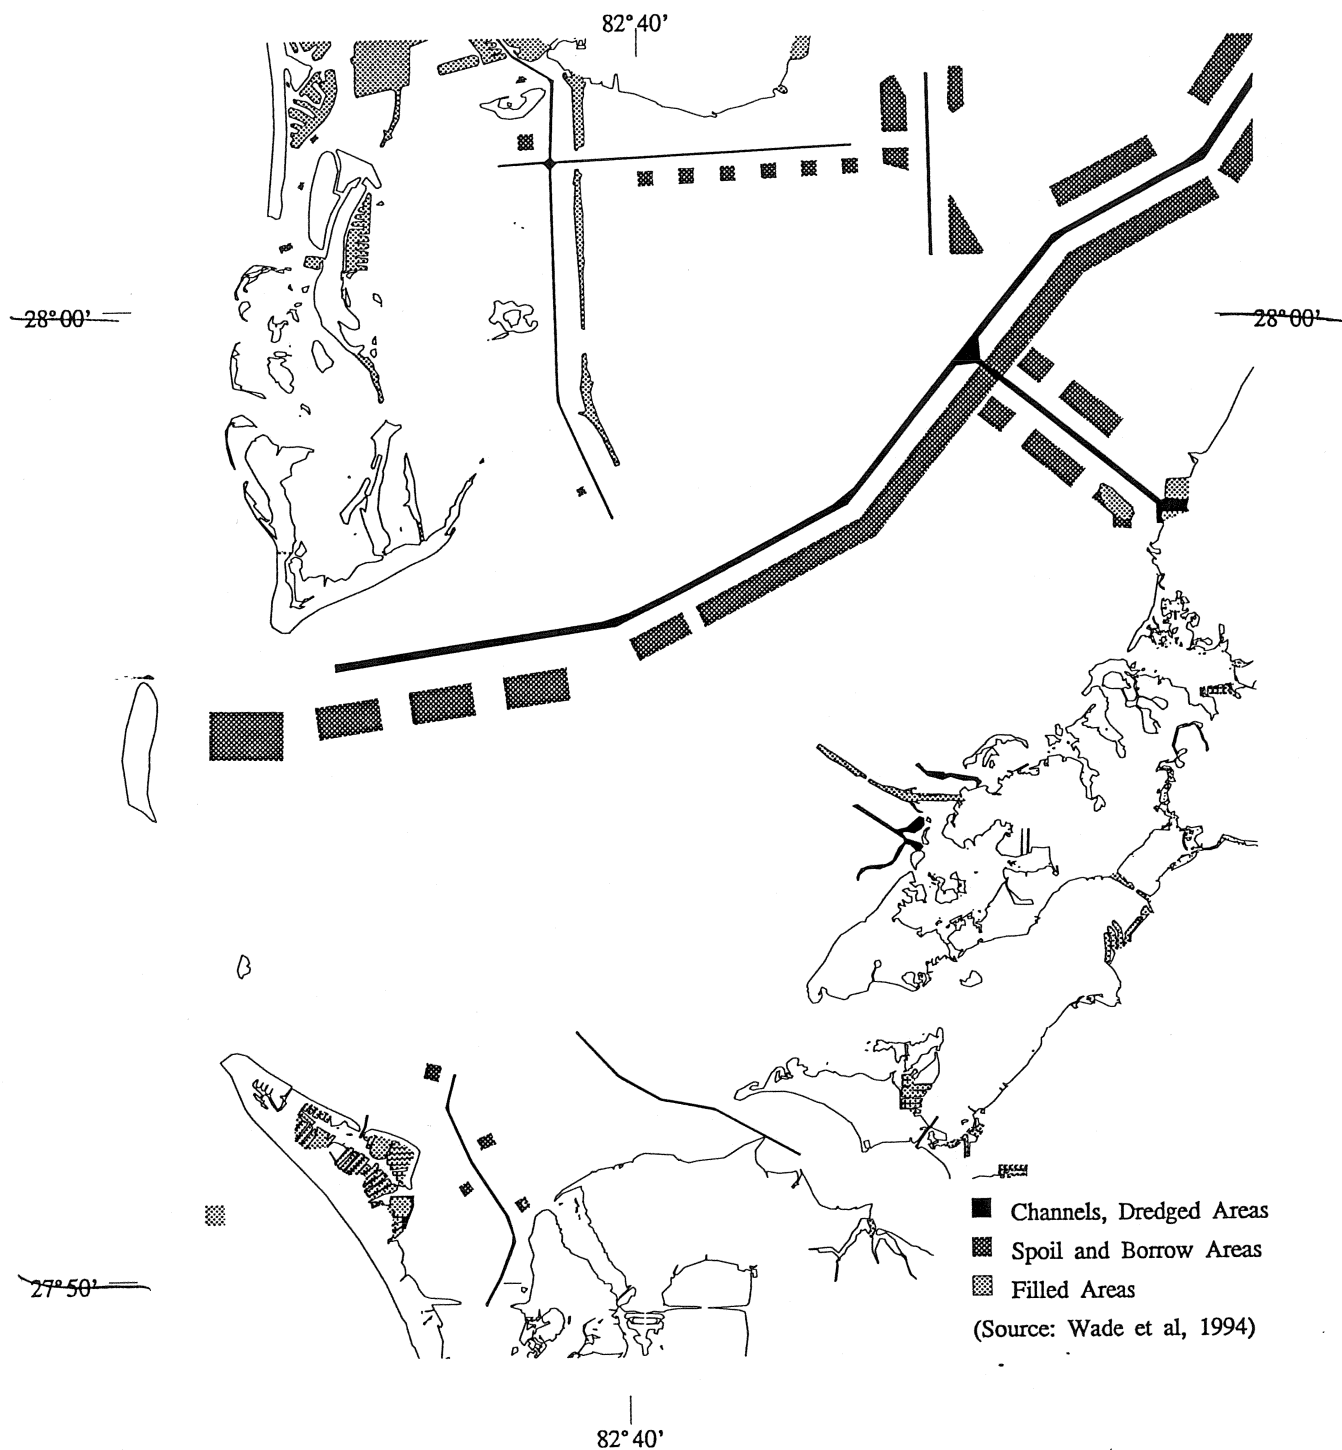 82°40'
28°00'
28°00'
Channels, Dredged Areas
Spoil and Borrow Areas
27°50'
Filled Areas
(Source: Wade et al, 1994)
82°40'